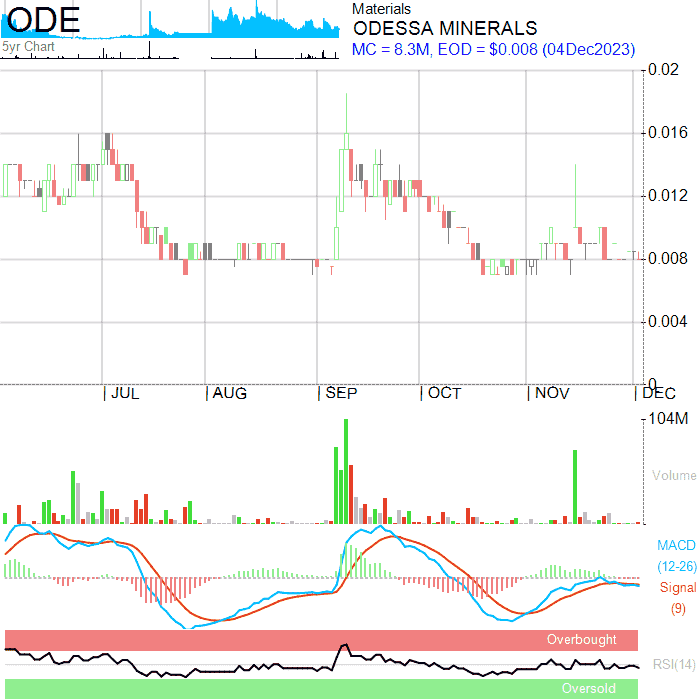 ODE
5yr Chart
Materials
ODESSA MINERALS
MC = 8.3M, EOD = $0.008 (04Dec2023)
0.02
0.016
0.012
0.008
0.004
0
JUL
AUG
SEP
OCT
NOV
DEC
104M
Volume
MACD
(12-26)
Signal
(9)
Overbought
RSI(14)
Oversold